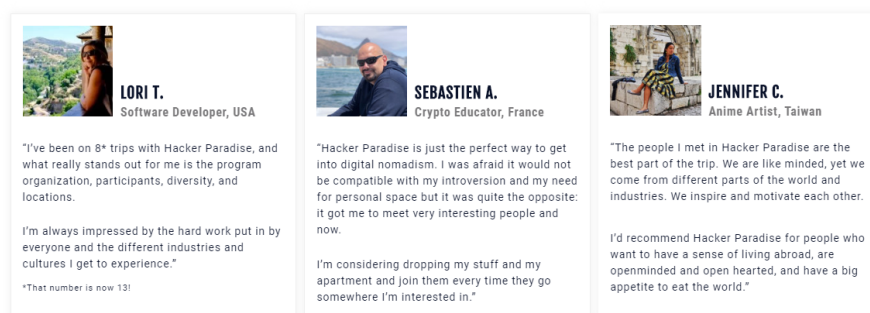 LORI T.
Software Developer, USA
“I’ve been on 8* trips with Hacker Paradise, and
what really stands out for me is the program
organization, participants, diversity, and
locations.
I’m always impressed by the hard work put in by
everyone and the different industries and
cultures I get to experience.”
*That number is now 13!
SEBASTIEN A.
Crypto Educator, France
“Hacker Paradise is just the perfect way to get
into digital nomadism. I was afraid it would not
be compatible with my introversion and my need
for personal space but it was quite the opposite:
it got me to meet very interesting people and
now.
I’m considering dropping my stuff and my
apartment and join them every time they go
somewhere I’m interested in.”
JENNIFER C.
Anime Artist, Taiwan
“The people I met in Hacker Paradise are the
best part of the trip. We are like minded, yet we
come from different parts of the world and
industries. We inspire and motivate each other.
I’d recommend Hacker Paradise for people who
want to have a sense of living abroad, are
openminded and open hearted, and have a big
appetite to eat the world.”